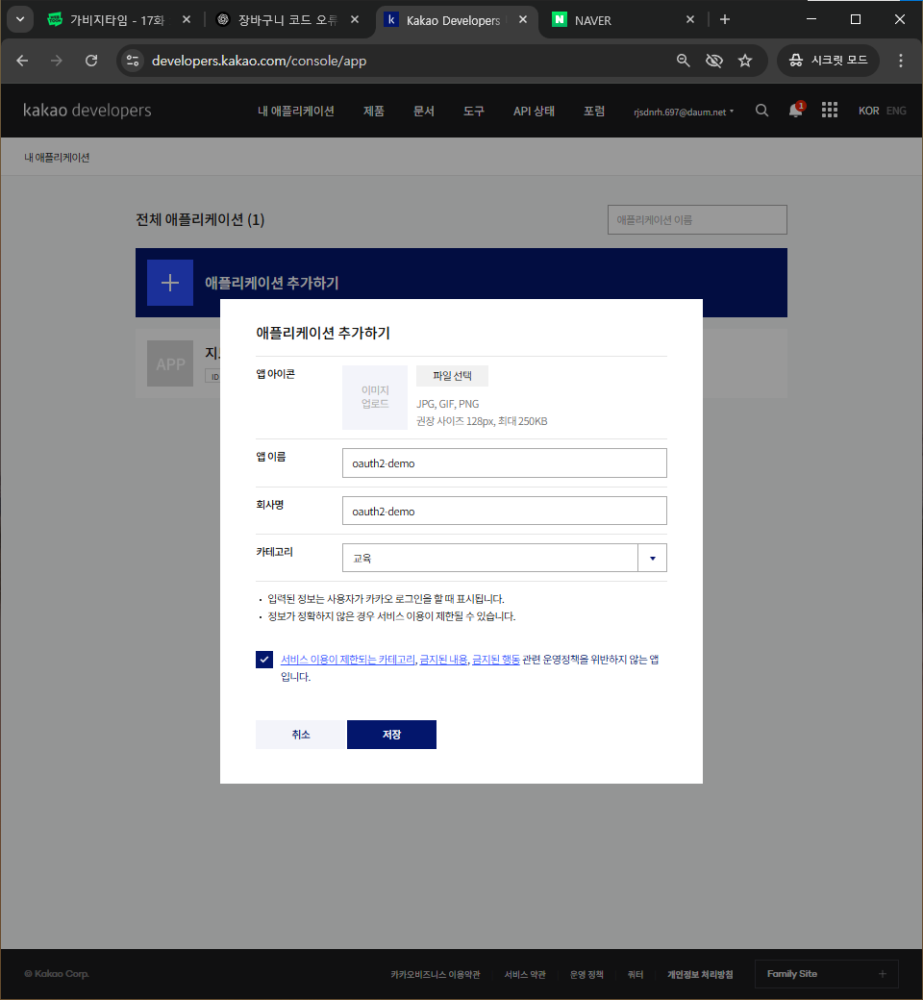 가비지타임 - 17화
장바구니 코드 오류
Kakao Developers
NAVER
developers.kakao.com/console/app
시크릿 모드
kakao developers
내 애플리케이션
제품
문서
도구
API 상태
포럼
rjsdnrh.697@daum.net
1
KOR
ENG
내 애플리케이션
전체 애플리케이션 (1)
애플리케이션 이름
애플리케이션 추가하기
APP
ID
애플리케이션 추가하기
앱 아이콘
이미지
업로드
파일 선택
JPG, GIF, PNG
권장 사이즈 128px, 최대 250KB
앱 이름
oauth2-demo
회사명
oauth2-demo
카테고리
교육
• 입력된 정보는 사용자가 카카오 로그인을 할 때 표시됩니다.
• 정보가 정확하지 않은 경우 서비스 이용이 제한될 수 있습니다.
서비스 이용이 제한되는 카테고리, 금지된 내용, 금지된 행동 관련 운영정책을 위반하지 않는 앱
입니다.
취소
저장
© Kakao Corp.
카카오비즈니스 이용약관
서비스 약관
운영 정책
쿼터
개인정보 처리방침
Family Site